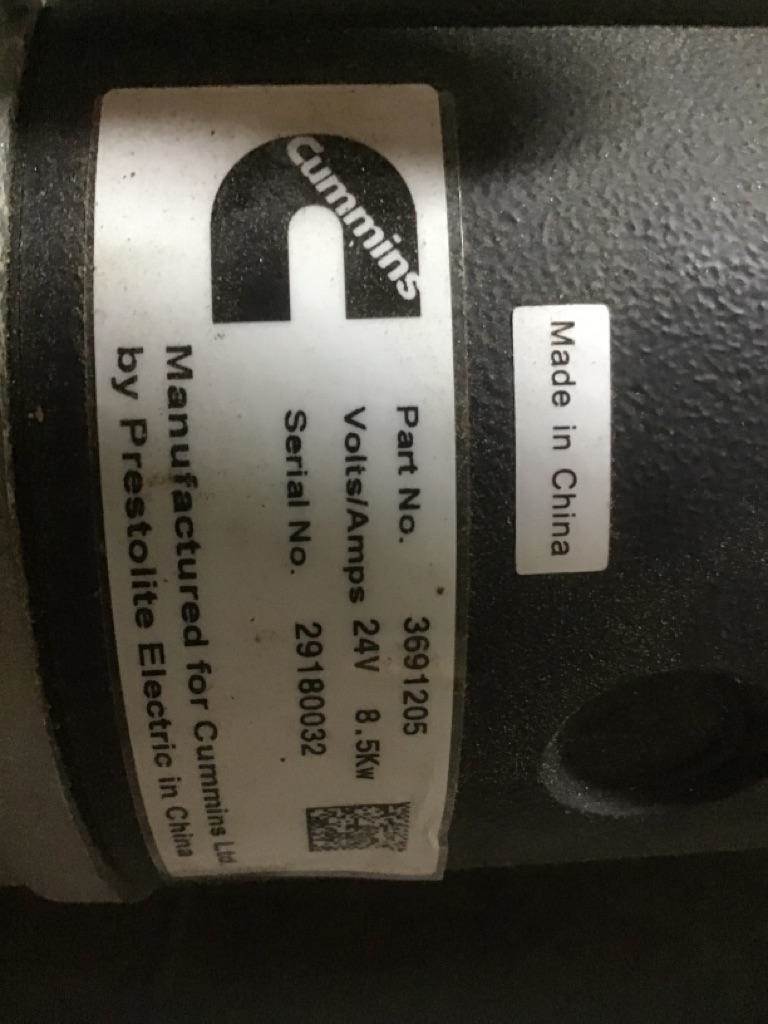 Cummins
Part No. 3691205
Volts/Amps 24V 8.5Kw
Serial No. 29180032
Manufactured for Cummins Ltd
by Prestolite Electric in China
Made in China